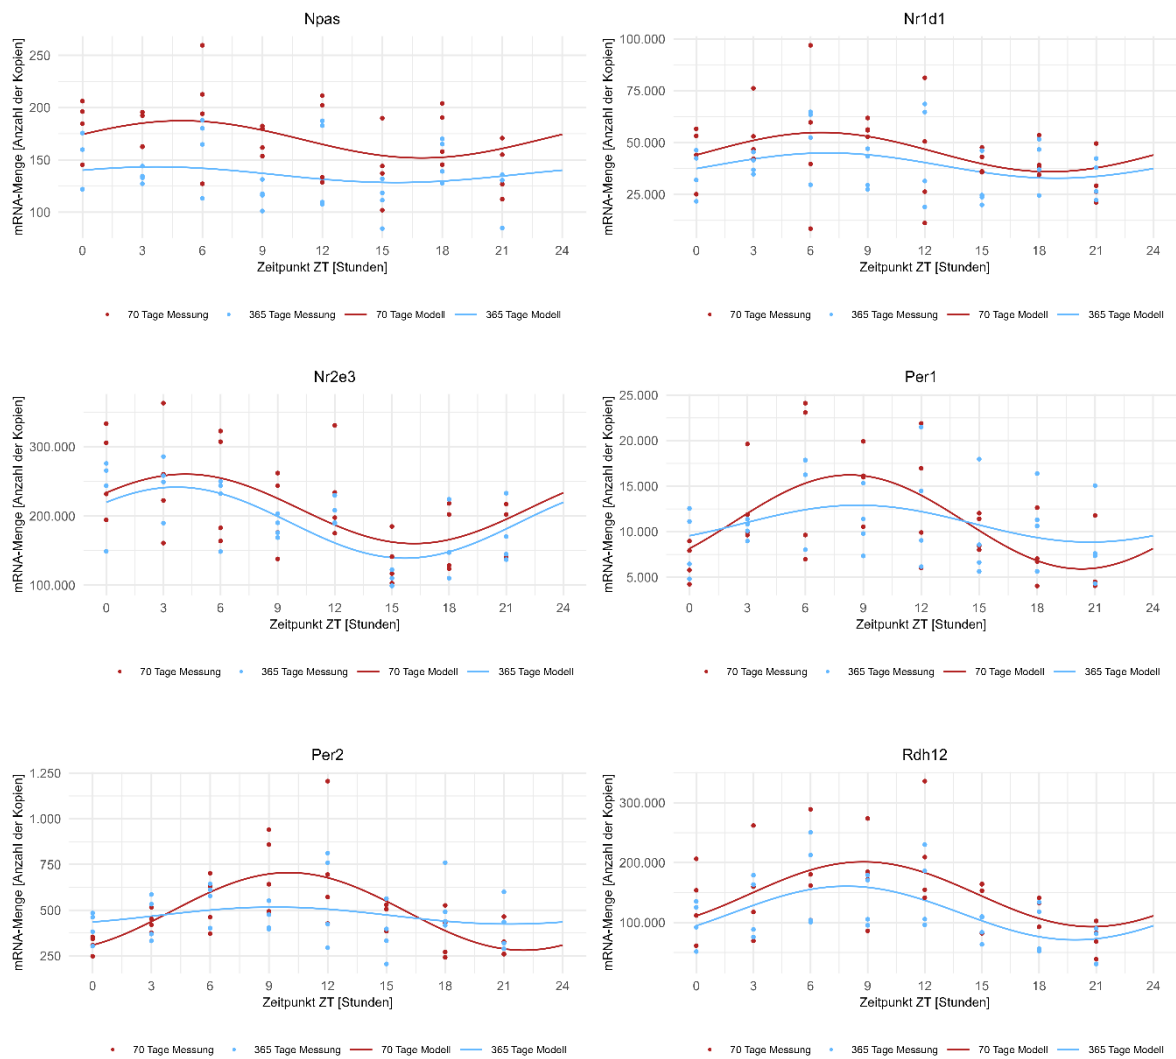 Npas
mRNA-Menge [Anzahl der Kopien]
250
200
150
100
0 3 6 9 12 15 18 21 24
Zeitpunkt ZT [Stunden]
70 Tage Messung 365 Tage Messung 70 Tage Modell 365 Tage Modell
Nr1d1
mRNA-Menge [Anzahl der Kopien]
100.000
75.000
50.000
25.000
0 3 6 9 12 15 18 21 24
Zeitpunkt ZT [Stunden]
70 Tage Messung 365 Tage Messung 70 Tage Modell 365 Tage Modell
Nr2e3
mRNA-Menge [Anzahl der Kopien]
300.000
200.000
100.000
0 3 6 9 12 15 18 21 24
Zeitpunkt ZT [Stunden]
70 Tage Messung 365 Tage Messung 70 Tage Modell 365 Tage Modell
Per1
mRNA-Menge [Anzahl der Kopien]
25.000
20.000
15.000
10.000
5.000
0 3 6 9 12 15 18 21 24
Zeitpunkt ZT [Stunden]
70 Tage Messung 365 Tage Messung 70 Tage Modell 365 Tage Modell
Per2
mRNA-Menge [Anzahl der Kopien]
1.250
1.000
750
500
250
0 3 6 9 12 15 18 21 24
Zeitpunkt ZT [Stunden]
70 Tage Messung 365 Tage Messung 70 Tage Modell 365 Tage Modell
Rdh12
mRNA-Menge [Anzahl der Kopien]
300.000
200.000
100.000
0 3 6 9 12 15 18 21 24
Zeitpunkt ZT [Stunden]
70 Tage Messung 365 Tage Messung 70 Tage Modell 365 Tage Modell